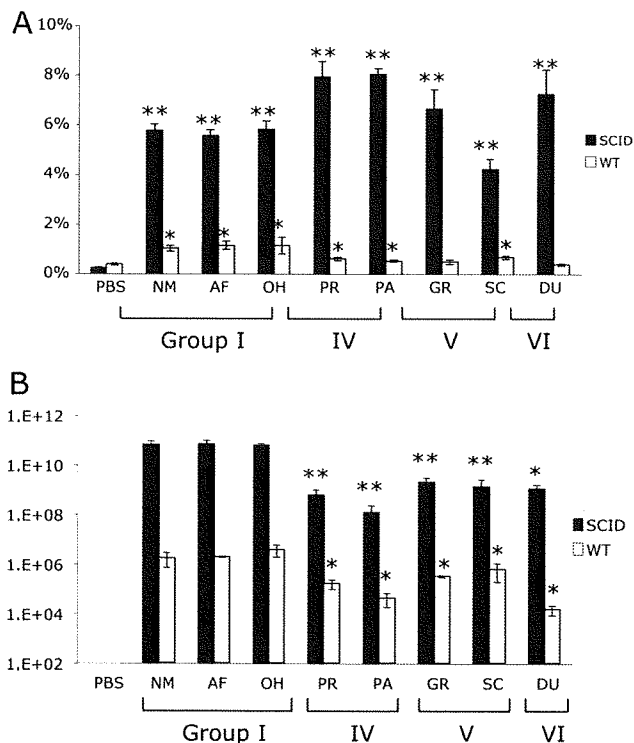 A
10%
8%
6%
4%
2%
0%
** ** ** ** ** ** ** **
* * * * * *
SCID
WT
PBS NM AF OH PR PA GR SC DU
Group I IV V VI
B
1.E+12
1.E+10
1.E+08
1.E+06
1.E+04
1.E+02
** ** ** ** *
* * * * *
SCID
WT
PBS NM AF OH PR PA GR SC DU
Group I IV V VI